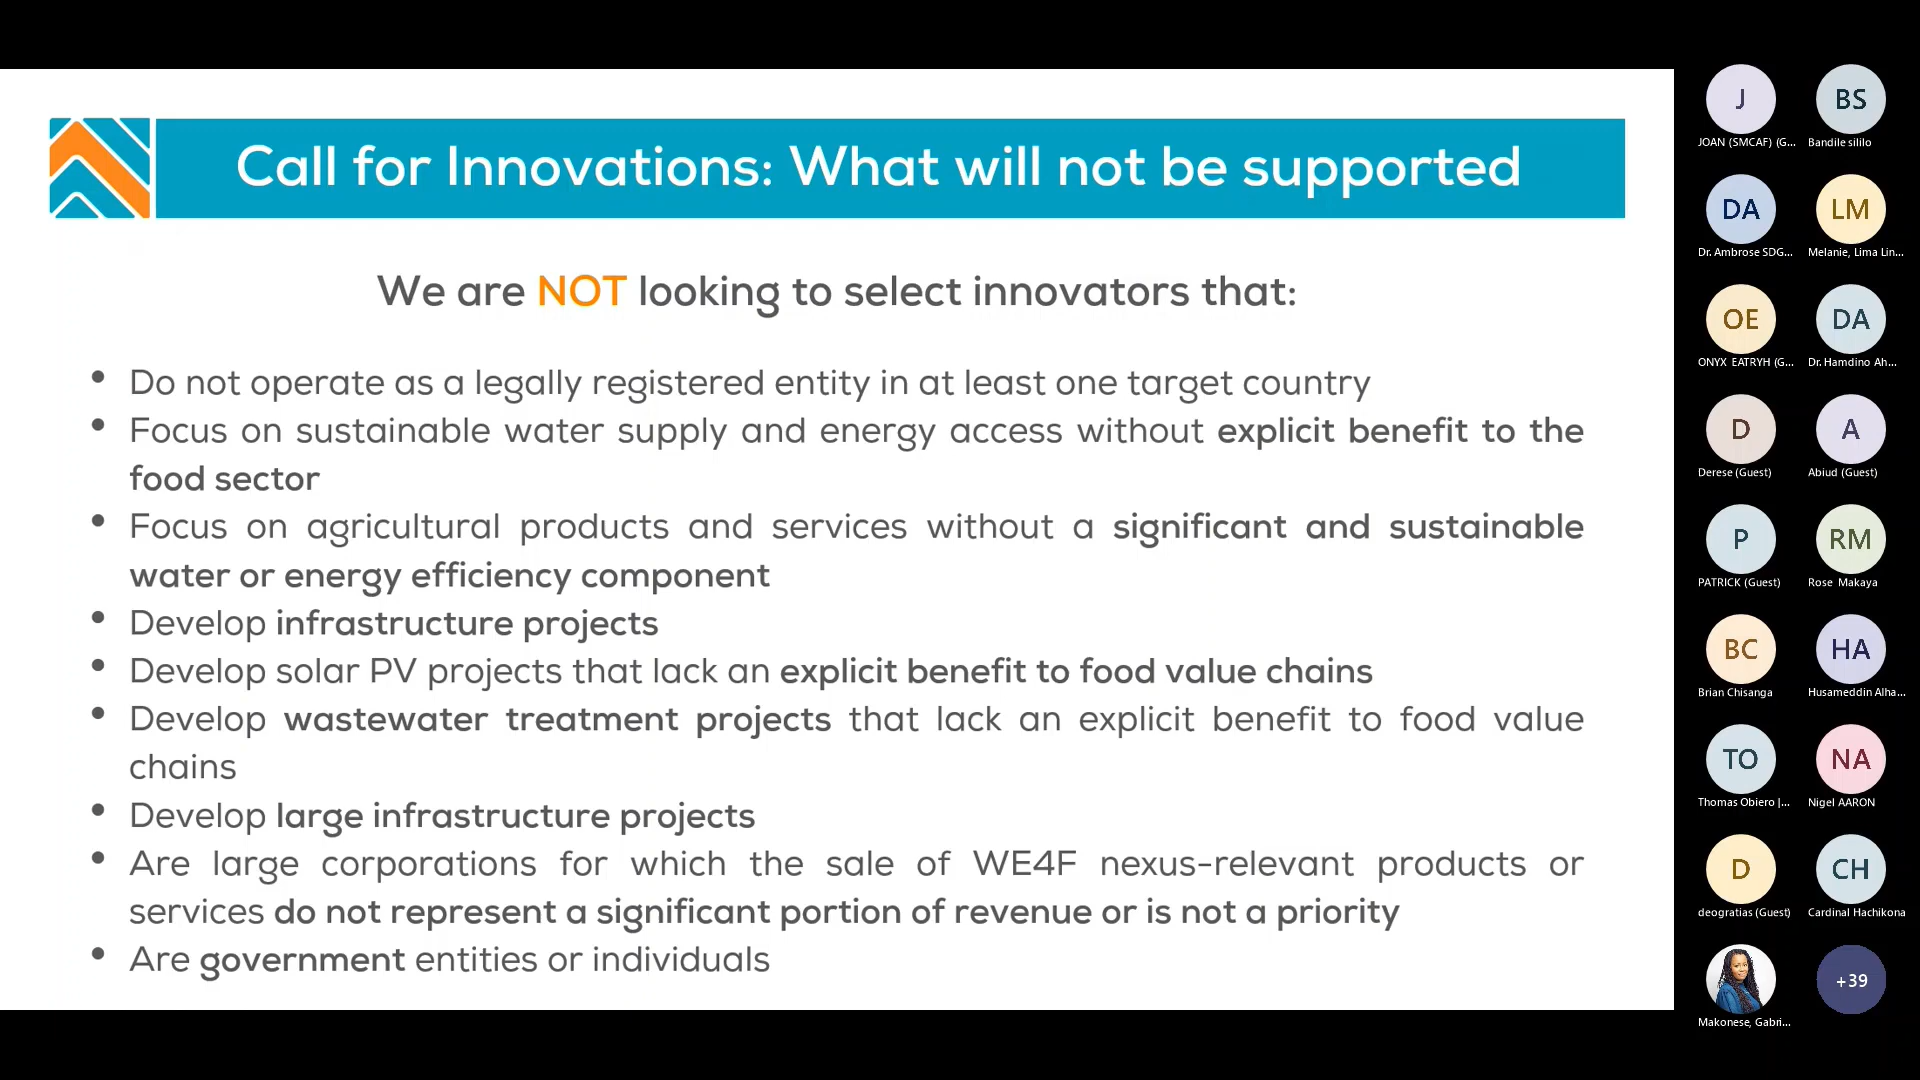 Call for Innovations: What will not be supported
We are NOT looking to select innovators that:
• Do not operate as a legally registered entity in at least one target country
• Focus on sustainable water supply and energy access without explicit benefit to the
food sector
• Focus on agricultural products and services without a significant and sustainable
water or energy efficiency component
• Develop infrastructure projects
• Develop solar PV projects that lack an explicit benefit to food value chains
• Develop wastewater treatment projects that lack an explicit benefit to food value
chains
• Develop large infrastructure projects
• Are large corporations for which the sale of WE4F nexus-relevant products or
services do not represent a significant portion of revenue or is not a priority
• Are government entities or individuals
J BS
JOAN (SMCAF) (G... Bandile sililo
DA LM
Dr. Ambrose SDG... Melanie, Lima Lin...
OE DA
ONYX EATRYH (G... Dr. Hamdino Ah...
D A
Derese (Guest) Abiud (Guest)
P RM
PATRICK (Guest) Rose Makaya
BC HA
Brian Chisanga Husameddin Alha...
TO NA
Thomas Obiero |... Nigel AARON
D CH
deogratias (Guest) Cardinal Hachikona
+39
Makonese, Gabri...